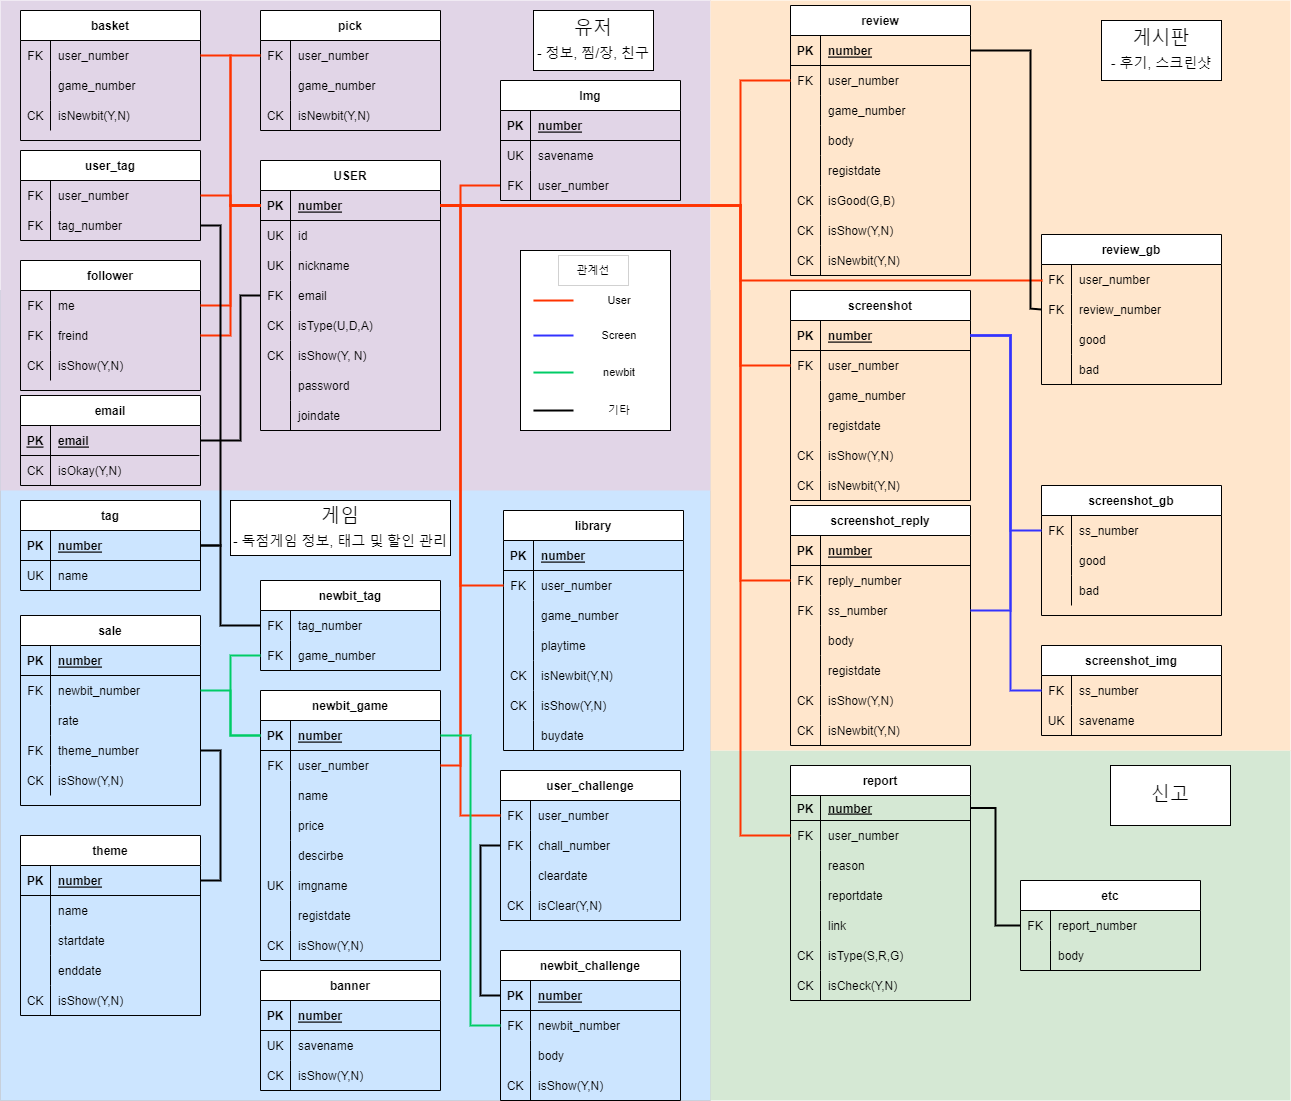 basket
FK user_number
game_number
CK isNewbit(Y,N)
pick
FK user_number
game_number
CK isNewbit(Y,N)
유저
- 정보, 찜/장, 친구
Img
PK number
UK savename
FK user_number
user_tag
FK user_number
FK tag_number
USER
PK number
UK id
UK nickname
FK email
CK isType(U,D,A)
CK isShow(Y, N)
password
joindate
follower
FK me
FK freind
CK isShow(Y,N)
email
PK email
CK isOkay(Y,N)
관계선
User
Screen
newbit
기타
tag
PK number
UK name
게임
- 독점게임 정보, 태그 및 할인 관리
newbit_tag
FK tag_number
FK game_number
sale
PK number
FK newbit_number
rate
FK theme_number
CK isShow(Y,N)
newbit_game
PK number
FK user_number
name
price
descirbe
UK imgname
registdate
CK isShow(Y,N)
theme
PK number
name
startdate
enddate
CK isShow(Y,N)
banner
PK number
UK savename
CK isShow(Y,N)
library
PK number
FK user_number
game_number
playtime
CK isNewbit(Y,N)
CK isShow(Y,N)
buydate
user_challenge
FK user_number
FK chall_number
cleardate
CK isClear(Y,N)
newbit_challenge
PK number
FK newbit_number
body
CK isShow(Y,N)
review
PK number
FK user_number
game_number
body
registdate
CK isGood(G,B)
CK isShow(Y,N)
CK isNewbit(Y,N)
게시판
- 후기, 스크린샷
review_gb
FK user_number
FK review_number
good
bad
screenshot
PK number
FK user_number
game_number
registdate
CK isShow(Y,N)
CK isNewbit(Y,N)
screenshot_gb
FK ss_number
good
bad
screenshot_reply
PK number
FK reply_number
FK ss_number
body
registdate
CK isShow(Y,N)
CK isNewbit(Y,N)
screenshot_img
FK ss_number
UK savename
report
PK number
FK user_number
reason
reportdate
link
CK isType(S,R,G)
CK isCheck(Y,N)
신고
etc
FK report_number
body